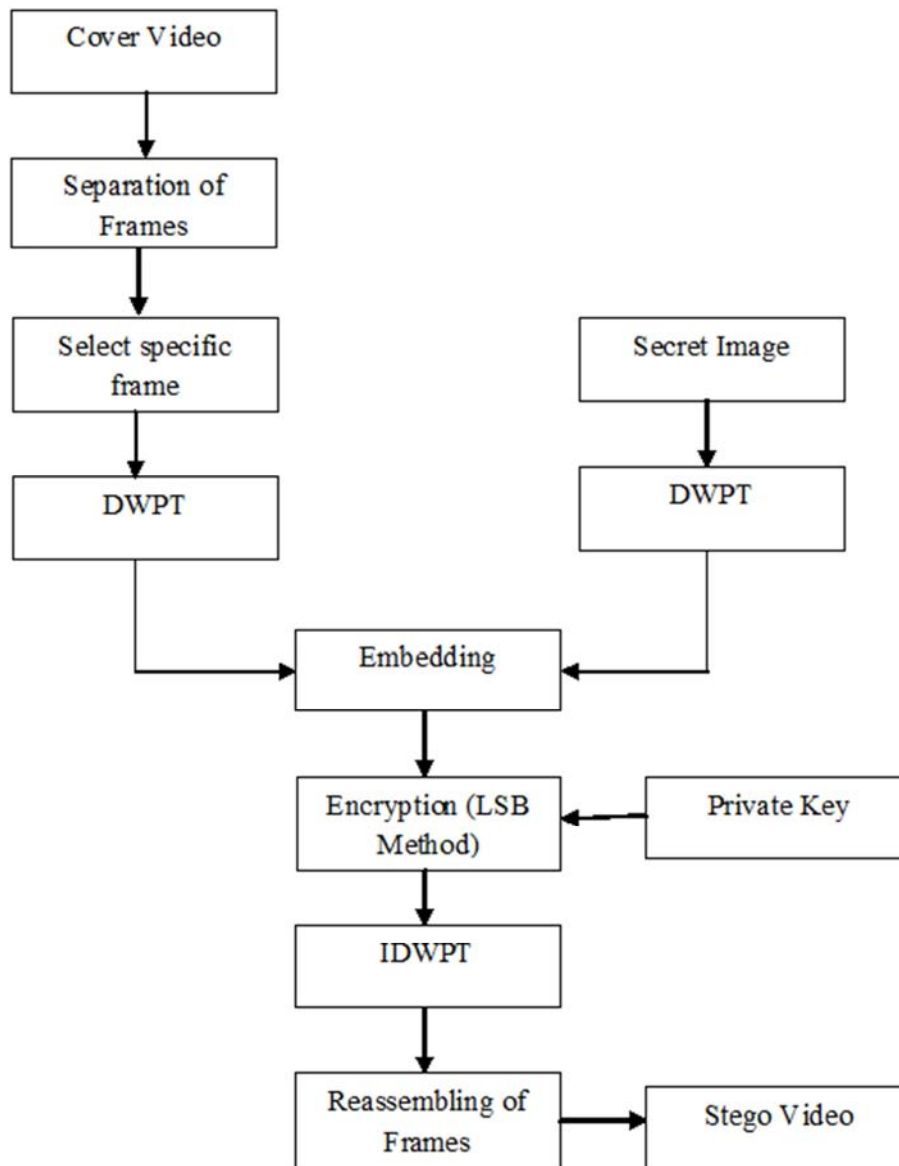 Cover Video
Separation of
Frames
Select specific
frame
Secret Image
DWPT
DWPT
Embedding
Encryption (LSB
Method)
Private Key
IDWPT
Reassembling of
Frames
Stego Video